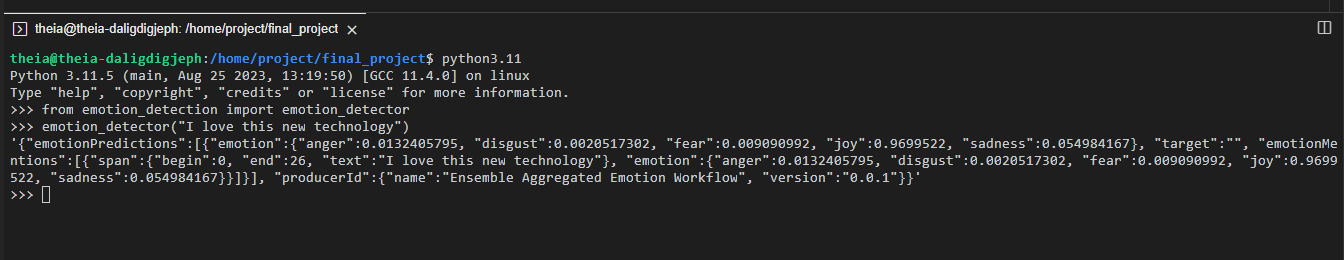 theia@theia-daligdigjeph: /home/project/final_project
theia@theia-daligdigjeph:/home/project/final_project$ python3.11
Python 3.11.5 (main, Aug 25 2023, 13:19:50) [GCC 11.4.0] on linux
Type "help", "copyright", "credits" or "license" for more information.
>>> from emotion_detection import emotion_detector
>>> emotion_detector("I love this new technology")
'{"emotionPredictions":[{"emotion":{"anger":0.0132405795, "disgust":0.0020517302, "fear":0.009090992, "joy":0.9699522, "sadness":0.054984167}, "target":"", "emotionMe
ntions":[{"span":{"begin":0, "end":26, "text":"I love this new technology"}, "emotion":{"anger":0.0132405795, "disgust":0.0020517302, "fear":0.009090992, "joy":0.9699
522, "sadness":0.054984167}}]}], "producerId":{"name":"Ensemble Aggregated Emotion Workflow", "version":"0.0.1"}}'
>>>